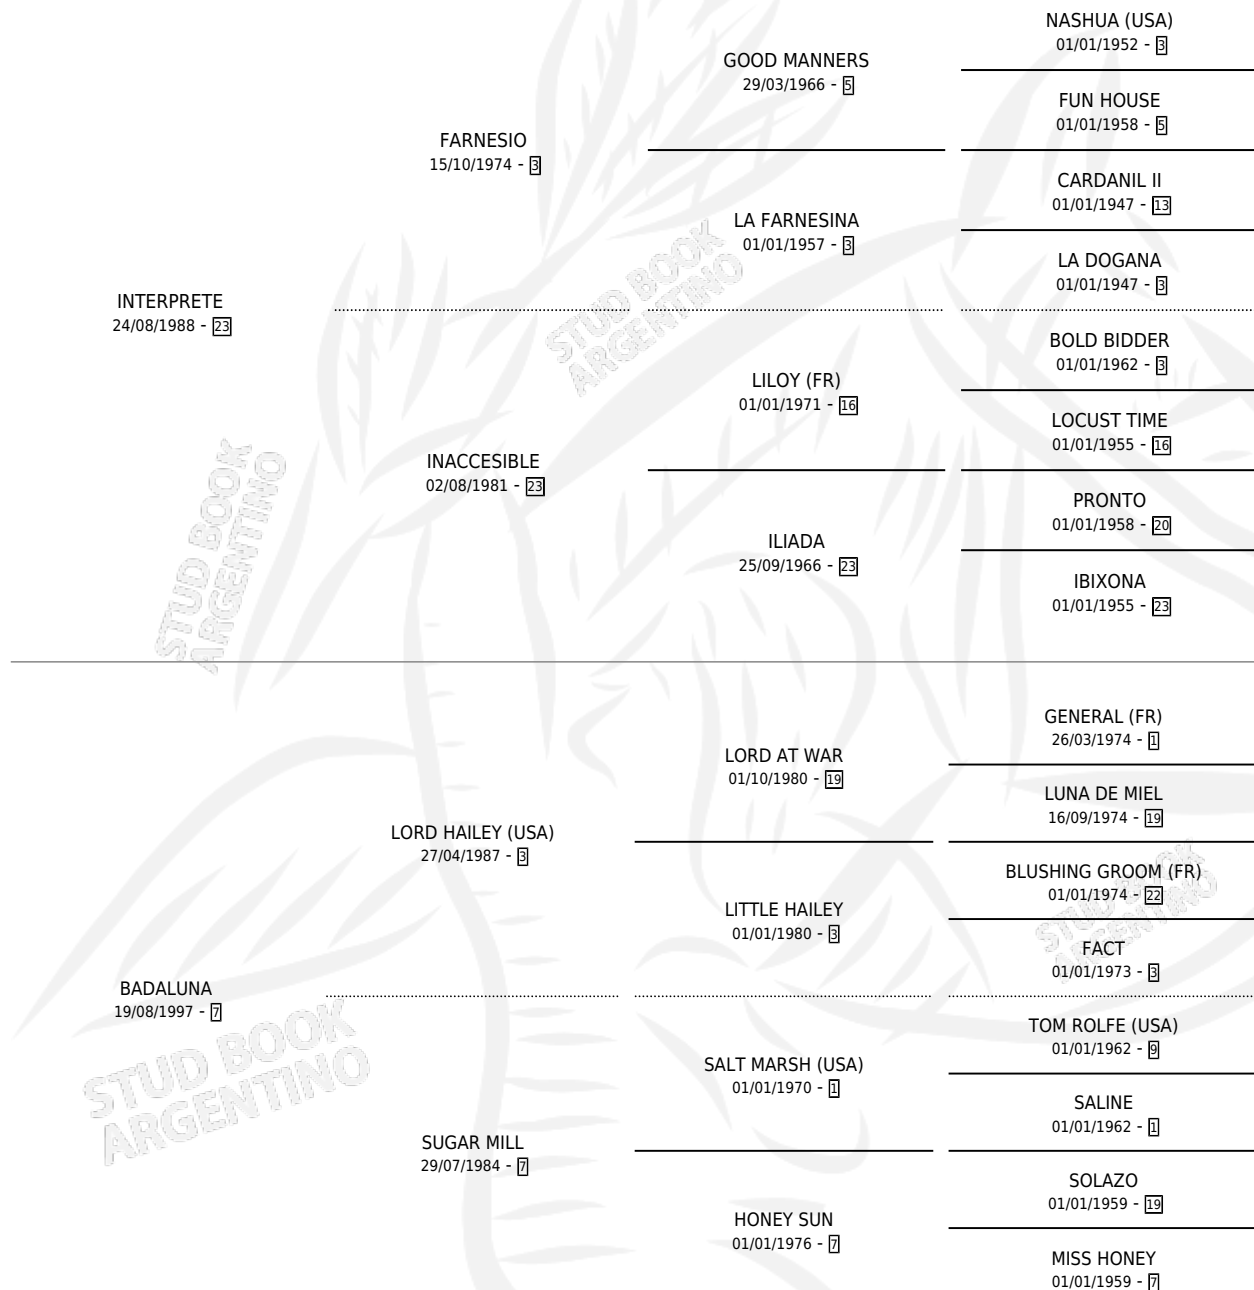 NASHUA (USA)
01/01/1952 - 3
GOOD MANNERS
29/03/1966 - 5
FUN HOUSE
01/01/1958 - 5
FARNESIO
15/10/1974 - 3
CARDANIL II
01/01/1947 - 13
LA FARNESINA
01/01/1957 - 3
LA DOGANA
01/01/1947 - 3
INTERPRETE
24/08/1988 - 23
STUD BOOK
ARGENTINO
BOLD BIDDER
01/01/1962 - 3
LILOY (FR)
01/01/1971 - 16
LOCUST TIME
01/01/1955 - 16
INACCESIBLE
02/08/1981 - 23
PRONTO
01/01/1958 - 20
ILIADA
25/09/1966 - 23
IBIXONA
01/01/1955 - 23
STUD BOOK
ARGENTINO
GENERAL (FR)
26/03/1974 - 1
LORD AT WAR
01/10/1980 - 19
LUNA DE MIEL
16/09/1974 - 19
LORD HAILEY (USA)
27/04/1987 - 3
BLUSHING GROOM (FR)
01/01/1974 - 22
LITTLE HAILEY
01/01/1980 - 3
STUD BOOK
ARGENTINO
FACT
01/01/1973 - 3
BADALUNA
19/08/1997 - 7
TOM ROLFE (USA)
01/01/1962 - 9
SALT MARSH (USA)
01/01/1970 - 1
STUD BOOK
ARGENTINO
SALINE
01/01/1962 - 1
SUGAR MILL
29/07/1984 - 7
SOLAZO
01/01/1959 - 19
HONEY SUN
01/01/1976 - 7
MISS HONEY
01/01/1959 - 7